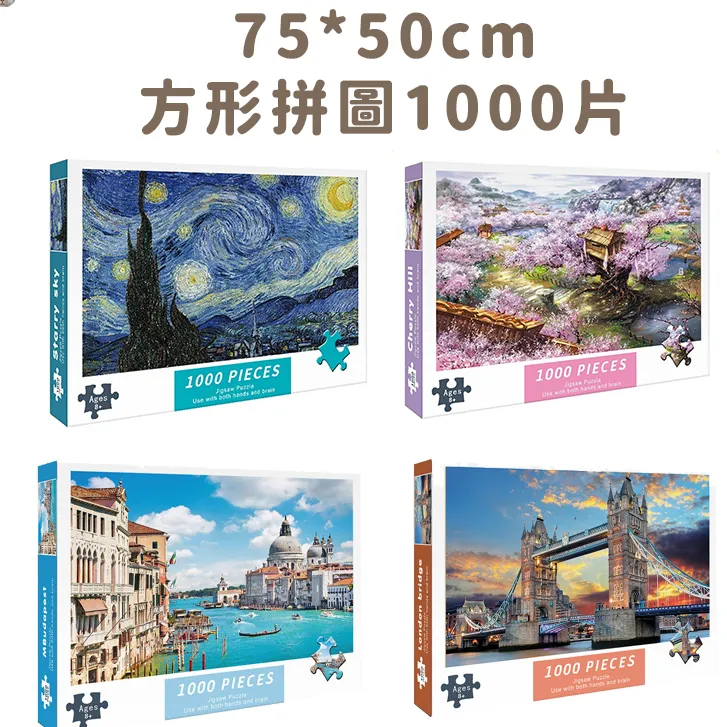 75*50cm
方形拼圖1000片
Starry sky
1000 PIECES
Jigsaw Puzzle
Use with both hands and brain
Ages
8+
Cherry Hill
1000 PIECES
Jigsaw Puzzle
Use with both hands and brain
Ages
8+
1000 PIECES
Jigsaw Puzzle
Use with both hands and brain
Ages
8+
London bridge
1000 PIECES
Jigsaw Puzzle
Use with both hands and brain
Ages
8+